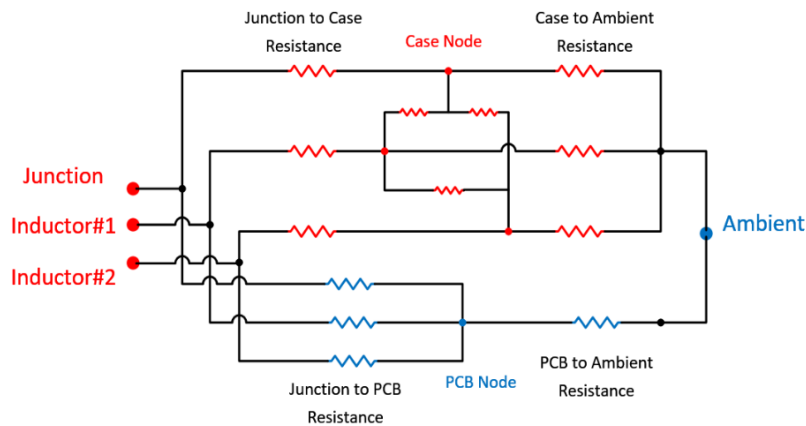 Junction to Case
Resistance
Case Node
Case to Ambient
Resistance
Junction
Inductor#1
Inductor#2
Ambient
Junction to PCB
Resistance
PCB Node
PCB to Ambient
Resistance